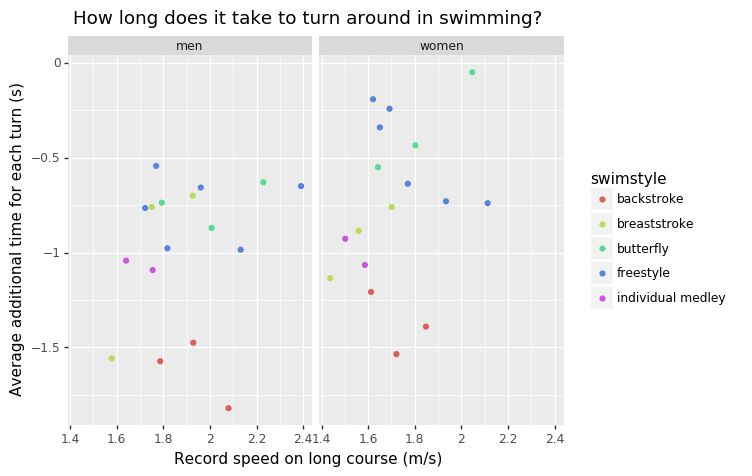 How long does it take to turn around in swimming?
men
women
Average additional time for each turn (s)
0
−0.5
−1
−1.5
1.4 1.6 1.8 2 2.2 2.4
1.4 1.6 1.8 2 2.2 2.4
Record speed on long course (m/s)
swimstyle
backstroke
breaststroke
butterfly
freestyle
individual medley